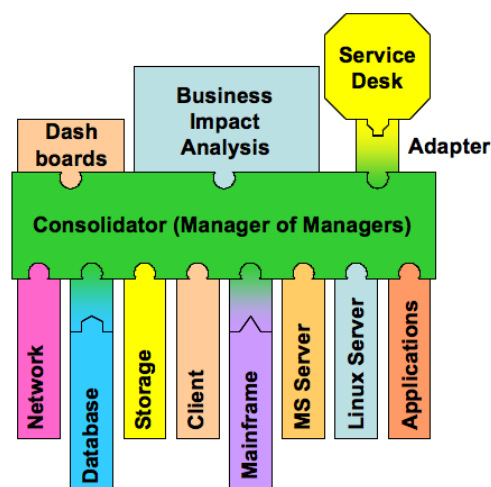 Service
Desk
Business
Impact
Analysis
Dash
boards
Adapter
Consolidator (Manager of Managers)
Network
Database
Storage
Client
Mainframe
MS Server
Linux Server
Applications